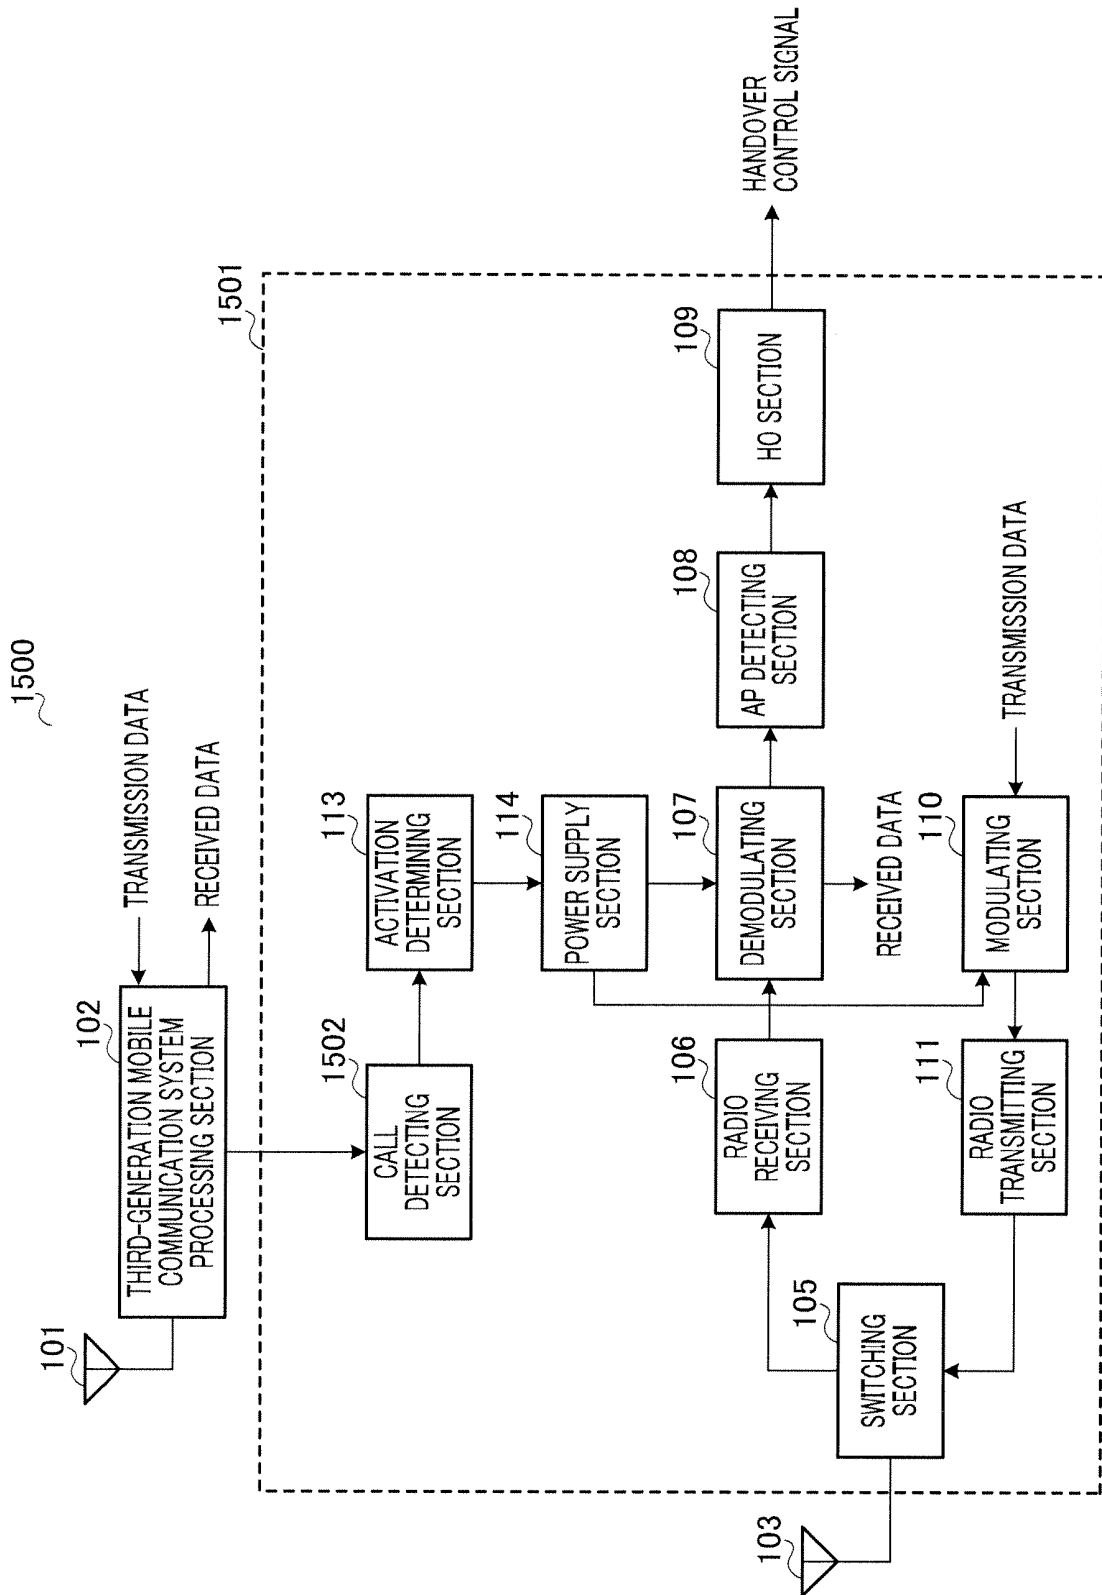 1500
101
102
THIRD-GENERATION MOBILE
COMMUNICATION SYSTEM
PROCESSING SECTION
TRANSMISSION DATA
RECEIVED DATA
1501
1502
CALL
DETECTING
SECTION
113
ACTIVATION
DETERMINING
SECTION
114
POWER SUPPLY
SECTION
103
105
SWITCHING
SECTION
106
RADIO
RECEIVING
SECTION
107
DEMODULATING
SECTION
RECEIVED DATA
108
AP DETECTING
SECTION
109
HO SECTION
HANDOVER
CONTROL SIGNAL
111
RADIO
TRANSMITTING
SECTION
110
MODULATING
SECTION
TRANSMISSION DATA